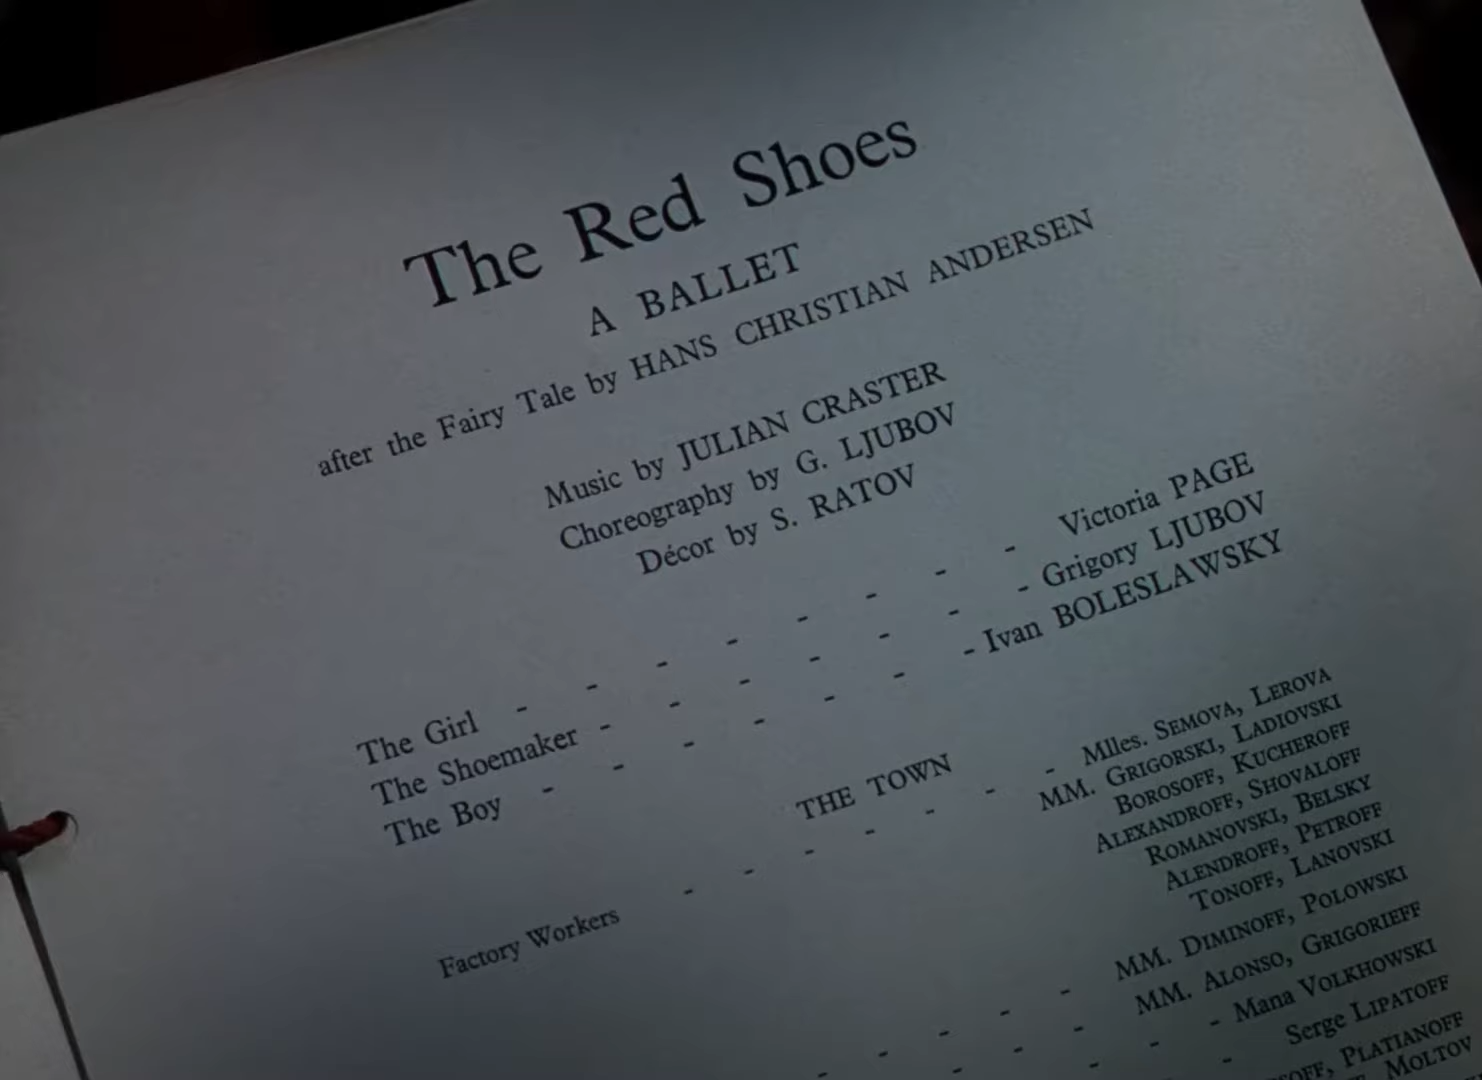 The Red Shoes
A BALLET
after the Fairy Tale by HANS CHRISTIAN ANDERSEN
Music by JULIAN CRASTER
Choreography by G. LJUBOV
Décor by S. RATOV
The Girl - - - - - - - - Victoria PAGE
The Shoemaker - - - - - - - Grigory LJUBOV
The Boy - - - - - - - Ivan BOLESLAWSKY
THE TOWN
Factory Workers - - - - - - - Mlles. SEMOVA, LEROVA
MM. GRIGORSKI, LADIOVSKI
BOROSOFF, KUCHEROFF
ALEXANDROFF, SHOVALOFF
ROMANOVSKI, BELSKY
ALENDROFF, PETROFF
TONOFF, LANOVSKI
- - - - MM. DIMINOFF, POLOWSKI
- - - MM. ALONSO, GRIGORIEFF
- - - Mana VOLKHOWSKI
- Serge LIPATOFF
PLATIANOFF
MOLTOV